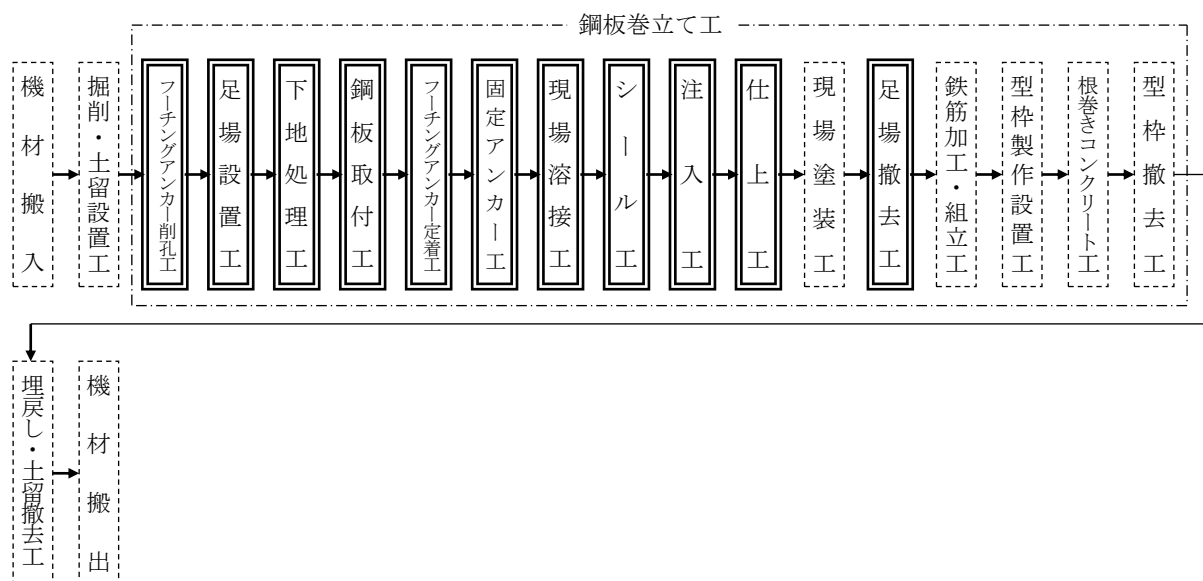 鋼板巻立て工
機材搬入
掘削・土留設置工
フーチングアンカー削孔工
足場設置工
下地処理工
鋼板取付工
フーチングアンカー定着工
固定アンカー工
現場溶接工
シール工
注入工
仕上工
現場塗装工
足場撤去工
鉄筋加工・組立工
型枠製作設置工
根巻きコンクリート工
型枠撤去工
埋戻し・土留撤去工
機材搬出